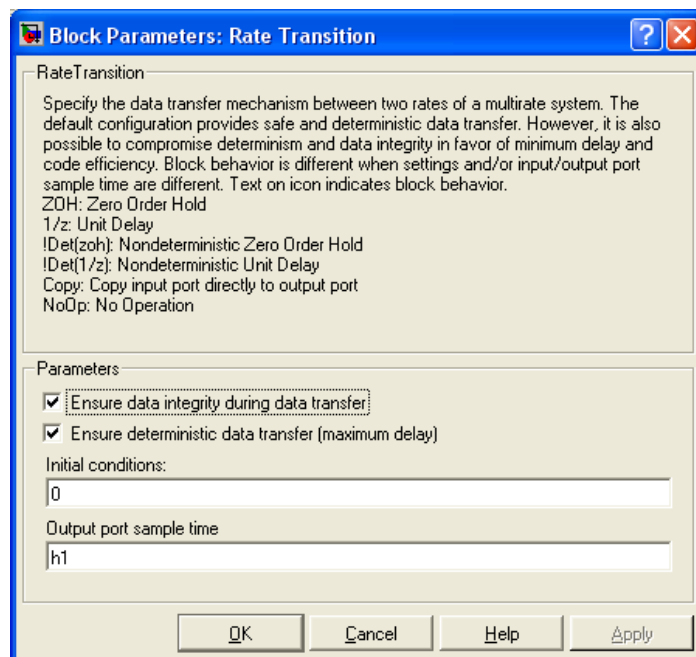 Block Parameters: Rate Transition
RateTransition
Specify the data transfer mechanism between two rates of a multirate system. The
default configuration provides safe and deterministic data transfer. However, it is also
possible to compromise determinism and data integrity in favor of minimum delay and
code efficiency. Block behavior is different when settings and/or input/output port
sample time are different. Text on icon indicates block behavior.
ZOH: Zero Order Hold
1/z: Unit Delay
!Det(zoh): Nondeterministic Zero Order Hold
!Det(1/z): Nondeterministic Unit Delay
Copy: Copy input port directly to output port
NoOp: No Operation
Parameters
Ensure data integrity during data transfer
Ensure deterministic data transfer (maximum delay)
Initial conditions:
0
Output port sample time
h1
OK Cancel Help Apply